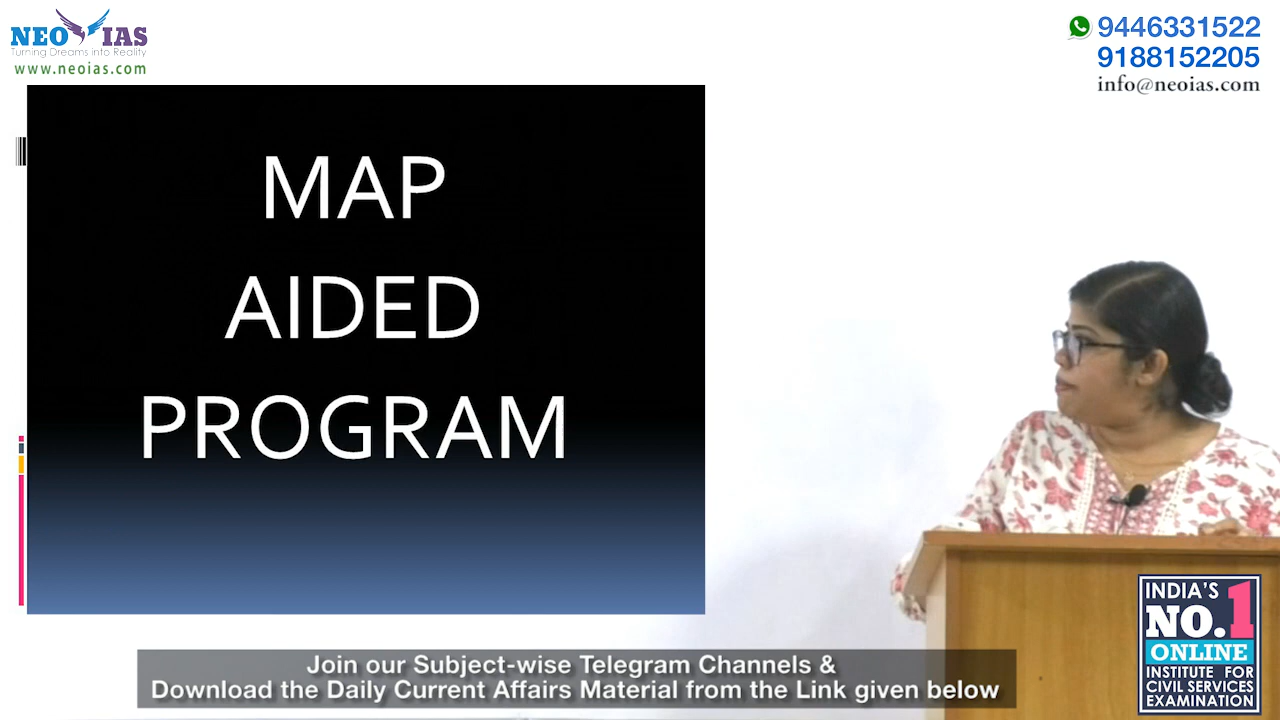 NEO IAS
Turning Dreams into Reality
www.neoias.com
9446331522
9188152205
info@neoias.com
MAP
AIDED
PROGRAM
INDIA'S
NO.1
ONLINE
INSTITUTE FOR
CIVIL SERVICES
EXAMINATION
Join our Subject-wise Telegram Channels &
Download the Daily Current Affairs Material from the Link given below